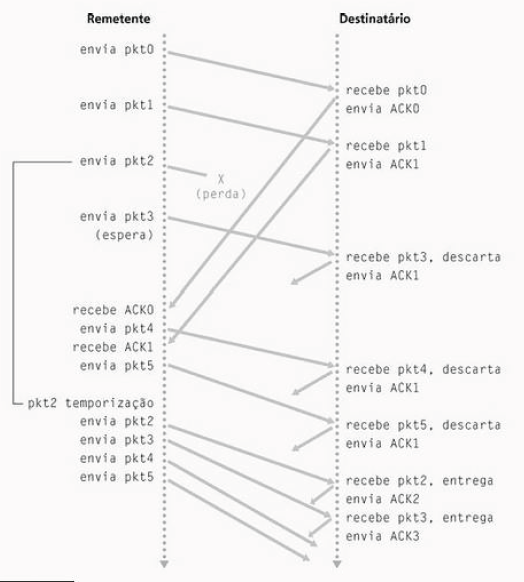 Remetente
Destinatário
envia pkt0
recebe pkt0
envia ACK0
envia pkt1
recebe pkt1
envia ACK1
envia pkt2
X
(perda)
envia pkt3
(espera)
recebe pkt3, descarta
envia ACK1
recebe ACK0
envia pkt4
recebe ACK1
envia pkt5
recebe pkt4, descarta
envia ACK1
pkt2 temporização
envia pkt2
envia pkt3
envia pkt4
envia pkt5
recebe pkt5, descarta
envia ACK1
recebe pkt2, entrega
envia ACK2
recebe pkt3, entrega
envia ACK3